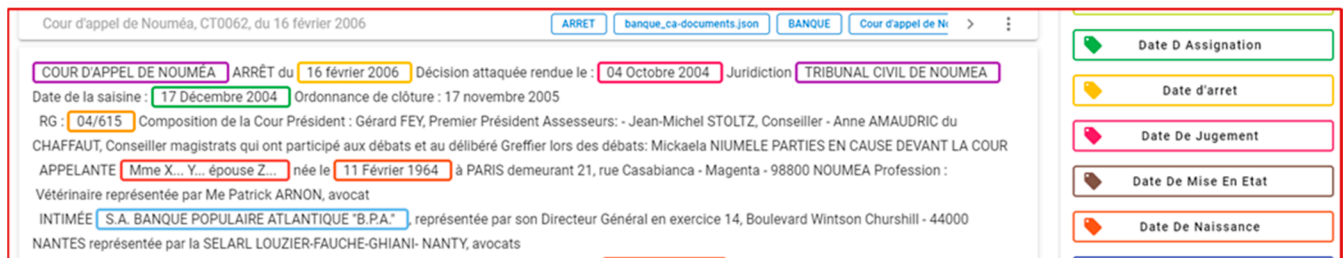 Cour d'appel de Nouméa, CT0062, du 16 février 2006
ARRET
banque_ca-documents.json
BANQUE
Cour d'appel de No
COUR D'APPEL DE NOUMÉA ARRÊT du 16 février 2006 Décision attaquée rendue le : 04 Octobre 2004 Juridiction TRIBUNAL CIVIL DE NOUMEA
Date de la saisine : 17 Décembre 2004 Ordonnance de clôture : 17 novembre 2005
RG : 04/615 Composition de la Cour Président : Gérard FEY, Premier Président Assesseurs: - Jean-Michel STOLTZ, Conseiller - Anne AMAUDRIC du
CHAFFAUT, Conseiller magistrats qui ont participé aux débats et au délibéré Greffier lors des débats: Mickaela NIUMELE PARTIES EN CAUSE DEVANT LA COUR
APPELANTE Mme X... Y... épouse Z... née le 11 Février 1964 à PARIS demeurant 21, rue Casabianca - Magenta - 98800 NOUMEA Profession :
Vétérinaire représentée par Me Patrick ARNON, avocat
INTIMÉE S.A. BANQUE POPULAIRE ATLANTIQUE "B.P.A." , représentée par son Directeur Général en exercice 14, Boulevard Wintson Churshill - 44000
NANTES représentée par la SELARL LOUZIER-FAUCHE-GHIANI- NANTY, avocats
Date D Assignation
Date d'arret
Date De Jugement
Date De Mise En Etat
Date De Naissance